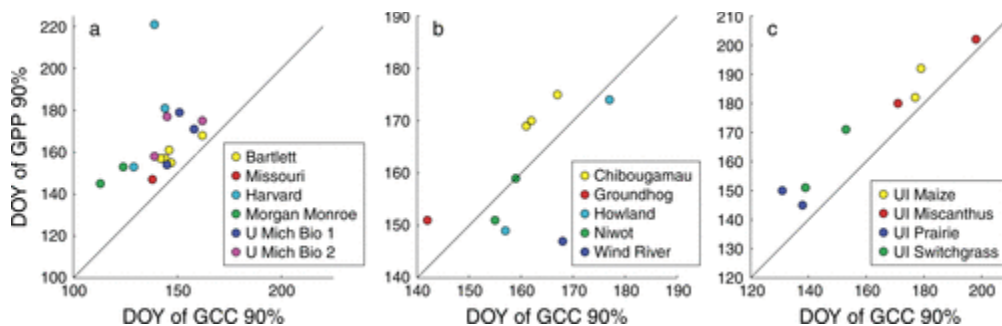 a
DOY of GPP 90%
220
200
180
160
140
120
100
100
150
200
DOY of GCC 90%
Bartlett
Missouri
Harvard
Morgan Monroe
U Mich Bio 1
U Mich Bio 2
b
190
180
170
160
150
140
140
150
160
170
180
190
DOY of GCC 90%
Chibougamau
Groundhog
Howland
Niwot
Wind River
c
210
200
190
180
170
160
150
140
130
120
120
140
160
180
200
DOY of GCC 90%
UI Maize
UI Miscanthus
UI Prairie
UI Switchgrass